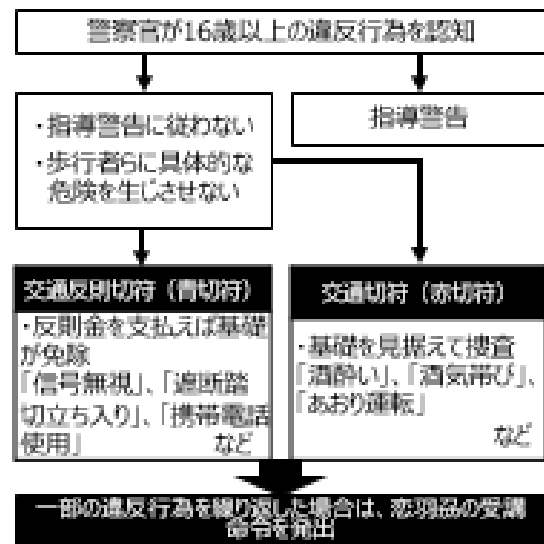 警察官が16歳以上の違反行為を認知
・指導警告に従わない
・歩行者らに具体的な
危険を生じさせない
指導警告
交通反則切符（青切符）
・反則金を支払えば基礎
が免除
「信号無視」、「遮断踏
切立ち入り」、「携帯電話
使用」 など
交通切符（赤切符）
・基礎を見据えて捜査
「酒酔い」、「酒気帯び」、
「あおり運転」
など
一部の違反行為を繰り返した場合は、の受講
命令を発出